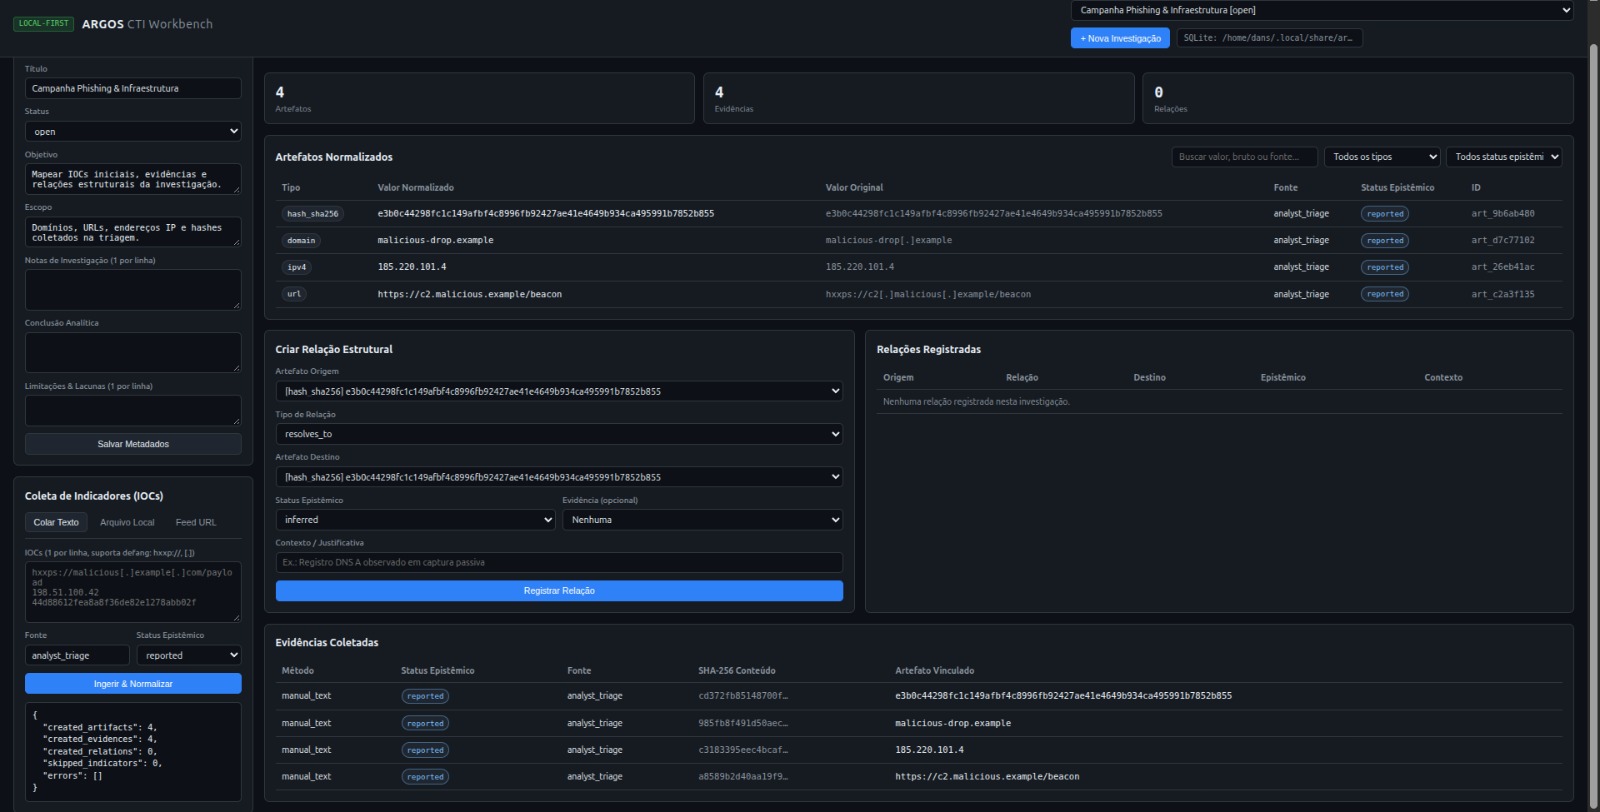 LOCAL-FIRST ARGOS CTI Workbench
Campanha Phishing & Infraestrutura [open]
+ Nova Investigação
SQLite: /home/dans/.local/share/ar…
Título
Campanha Phishing & Infraestrutura
Status
open
Objetivo
Mapear IOCs iniciais, evidências e
relações estruturais da investigação.
Escopo
Domínios, URLs, endereços IP e hashes
coletados na triagem.
Notas de Investigação (1 por linha)
Conclusão Analítica
Limitações & Lacunas (1 por linha)
Salvar Metadados
Coleta de Indicadores (IOCs)
Colar Texto Arquivo Local Feed URL
IOCs (1 por linha, suporta defang: hxxp://, [.])
hxxps://malicious[.]example[.]com/paylo
ad
198.51.100.42
44d88612fea8a8f36de82e1278abb02f
Fonte Status Epistêmico
analyst_triage reported
Ingerir & Normalizar
{
"created_artifacts": 4,
"created_evidences": 4,
"created_relations": 0,
"skipped_indicators": 0,
"errors": []
}
4
Artefatos
4
Evidências
0
Relações
Artefatos Normalizados
Buscar valor, bruto ou fonte... Todos os tipos Todos status epistêmi
Tipo Valor Normalizado Valor Original Fonte Status Epistêmico ID
hash_sha256 e3b0c44298fc1c149afbf4c8996fb92427ae41e4649b934ca495991b7852b855 e3b0c44298fc1c149afbf4c8996fb92427ae41e4649b934ca495991b7852b855 analyst_triage reported art_9b6ab480
domain malicious-drop.example malicious-drop[.]example analyst_triage reported art_d7c77102
ipv4 185.220.101.4 185.220.101.4 analyst_triage reported art_26eb41ac
url https://c2.malicious.example/beacon hxxps://c2[.]malicious[.]example/beacon analyst_triage reported art_c2a3f135
Criar Relação Estrutural
Artefato Origem
[hash_sha256] e3b0c44298fc1c149afbf4c8996fb92427ae41e4649b934ca495991b7852b855
Tipo de Relação
resolves_to
Artefato Destino
[hash_sha256] e3b0c44298fc1c149afbf4c8996fb92427ae41e4649b934ca495991b7852b855
Status Epistêmico Evidência (opcional)
inferred Nenhuma
Contexto / Justificativa
Ex.: Registro DNS A observado em captura passiva
Registrar Relação
Relações Registradas
Origem Relação Destino Epistêmico Contexto
Nenhuma relação registrada nesta investigação.
Evidências Coletadas
Método Status Epistêmico Fonte SHA-256 Conteúdo Artefato Vinculado
manual_text reported analyst_triage cd372fb85148700f… e3b0c44298fc1c149afbf4c8996fb92427ae41e4649b934ca495991b7852b855
manual_text reported analyst_triage 985fb8f491d50aec… malicious-drop.example
manual_text reported analyst_triage c3183395eec4bcaf… 185.220.101.4
manual_text reported analyst_triage a8589b2d40aa19f9… https://c2.malicious.example/beacon